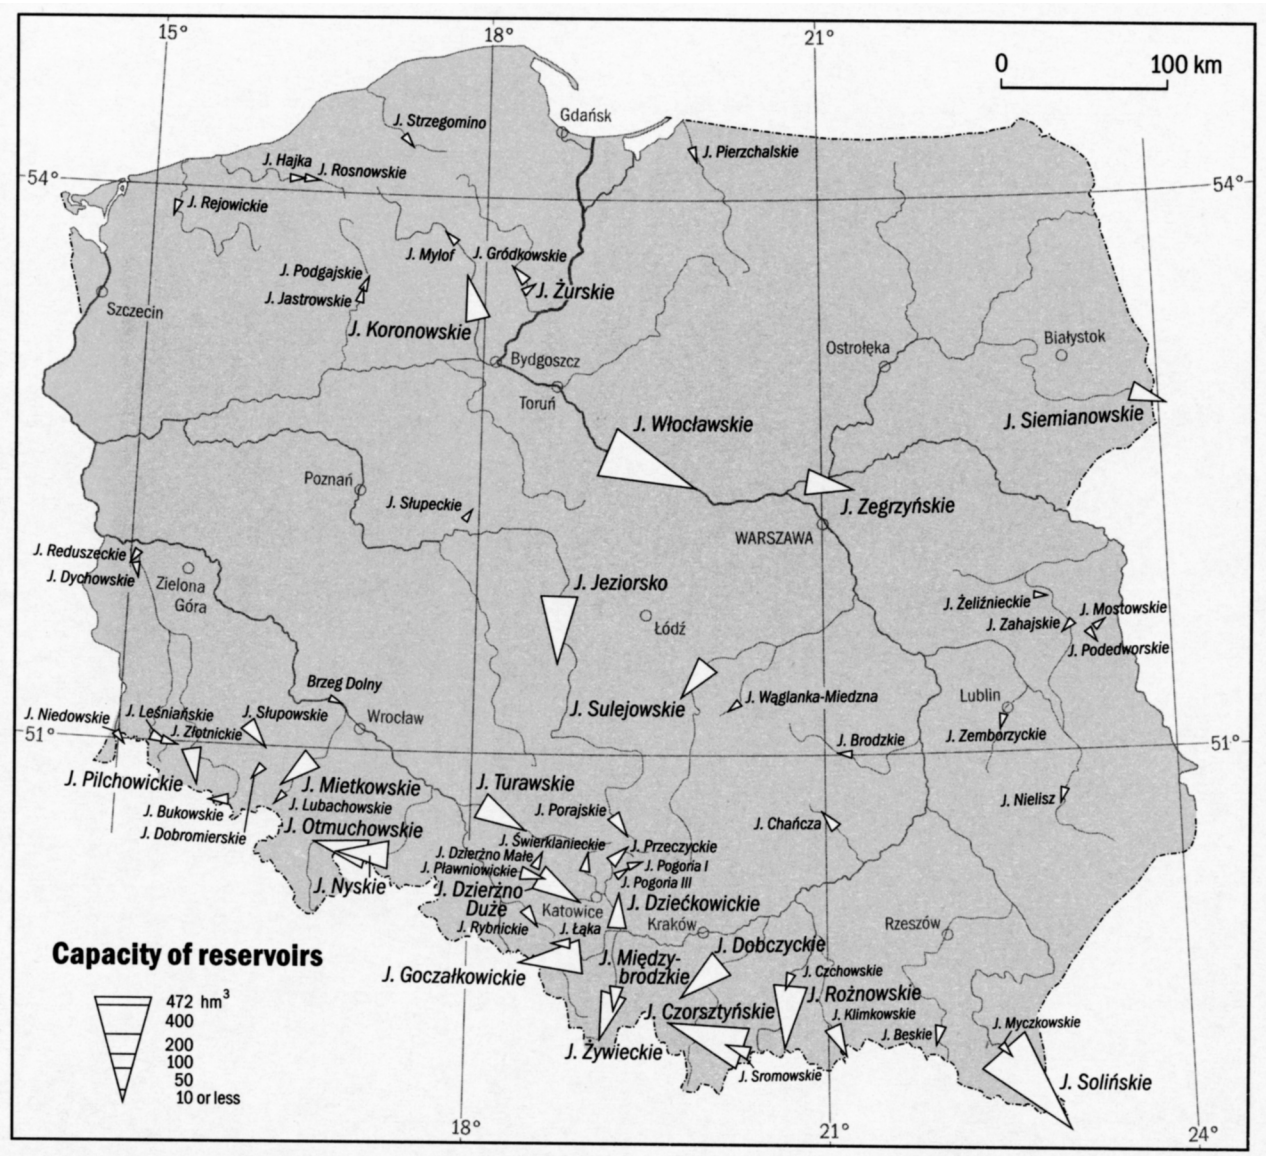 15°
18°
21°
0 100 km
Gdańsk
J. Strzegomino
J. Pierzchalskie
J. Hajka
J. Rosnowskie
54°
54°
J. Rejowickie
J. Mylof
J. Gródkowskie
J. Podgajskie
J. Żurskie
J. Jastrowskie
Szczecin
J. Koronowskie
Białystok
Ostrołęka
Bydgoszcz
Toruń
J. Siemianowskie
J. Włocławskie
Poznań
J. Słupeckie
J. Zegrzyńskie
WARSZAWA
J. Reduszeckie
J. Dychowskie
Zielona
Góra
J. Jeziorsko
Łódź
J. Żeliźnieckie
J. Mostowskie
J. Zahajskie
J. Podedworskie
Brzeg Dolny
J. Wąglanka-Miedzna
Lublin
J. Niedowskie
J. Leśniańskie
J. Słupowskie
J. Złotnickie
Wrocław
J. Sulejowskie
J. Brodzkie
J. Zemborzyckie
51°
51°
J. Pilchowickie
J. Mietkowskie
J. Turawskie
J. Bukowskie
J. Lubachowskie
J. Porajskie
J. Nielisz
J. Dobromierskie
J. Otmuchowskie
J. Chańcza
J. Świerklanieckie
J. Przeczyckie
J. Dzierżno Małe
J. Pławniowickie
J. Pogoria I
J. Pogoria III
J. Nyskie
J. Dzierżno
Duże
Katowice
J. Dziećkowickie
J. Rybnickie
J. Łąka
Kraków
Rzeszów
J. Goczałkowickie
J. Między-
brodzkie
J. Dobczyckie
J. Czchowskie
J. Rożnowskie
J. Czorsztyńskie
J. Klimkowskie
J. Myczkowskie
J. Beskie
J. Żywieckie
J. Sromowskie
J. Solińskie
Capacity of reservoirs
472 hm³
400
200
100
50
10 or less
18°
21°
24°